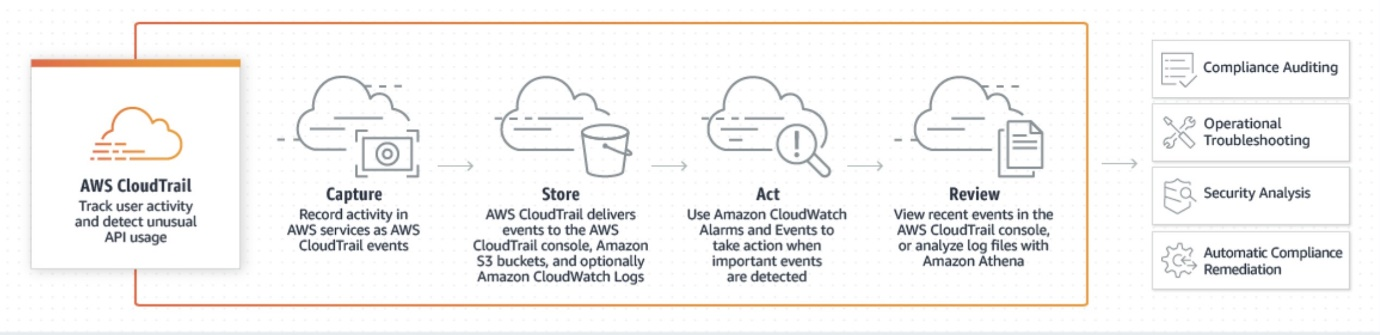 AWS CloudTrail
Track user activity
and detect unusual
API usage
Capture
Record activity in
AWS services as AWS
CloudTrail events
Store
AWS CloudTrail delivers
events to the AWS
CloudTrail console, Amazon
S3 buckets, and optionally
Amazon CloudWatch Logs
Act
Use Amazon CloudWatch
Alarms and Events to
take action when
important events
are detected
Review
View recent events in the
AWS CloudTrail console,
or analyze log files with
Amazon Athena
Compliance Auditing
Operational
Troubleshooting
Security Analysis
Automatic Compliance
Remediation